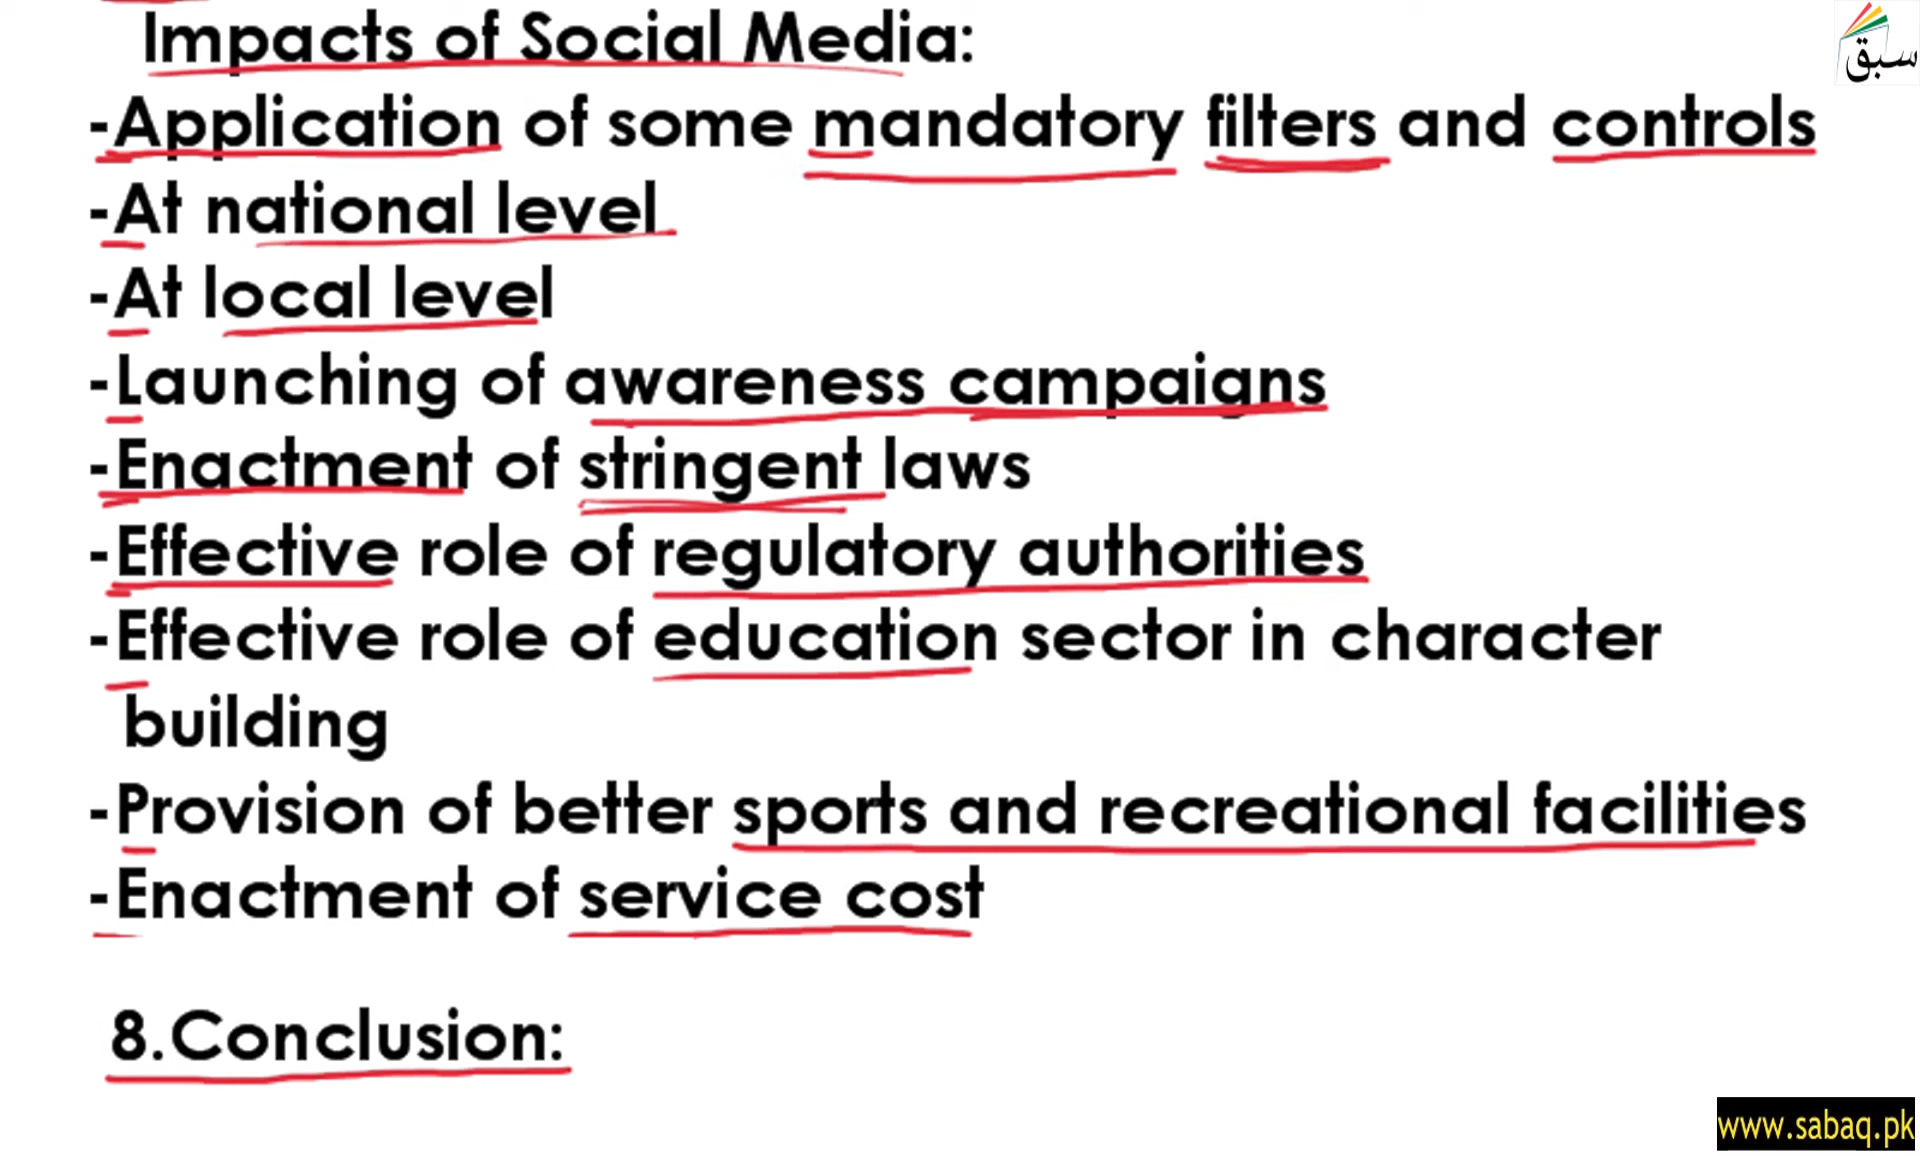 سبق
Impacts of Social Media:
-Application of some mandatory filters and controls
-At national level
-At local level
-Launching of awareness campaigns
-Enactment of stringent laws
-Effective role of regulatory authorities
-Effective role of education sector in character
building
-Provision of better sports and recreational facilities
-Enactment of service cost
8.Conclusion:
www.sabaq.pk